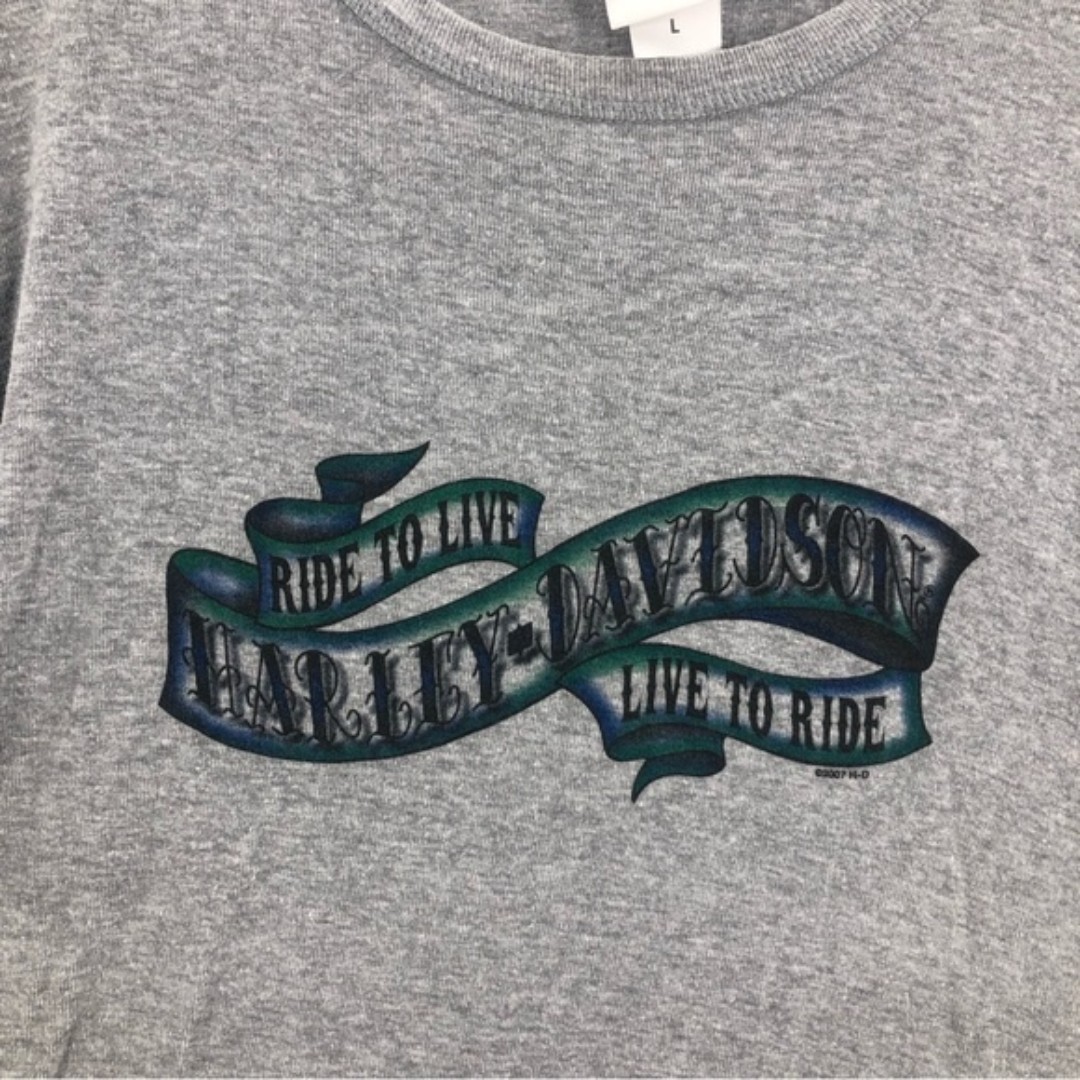 L
RIDE TO LIVE
HARLEY-DAVIDSON
LIVE TO RIDE
©2007 H-D